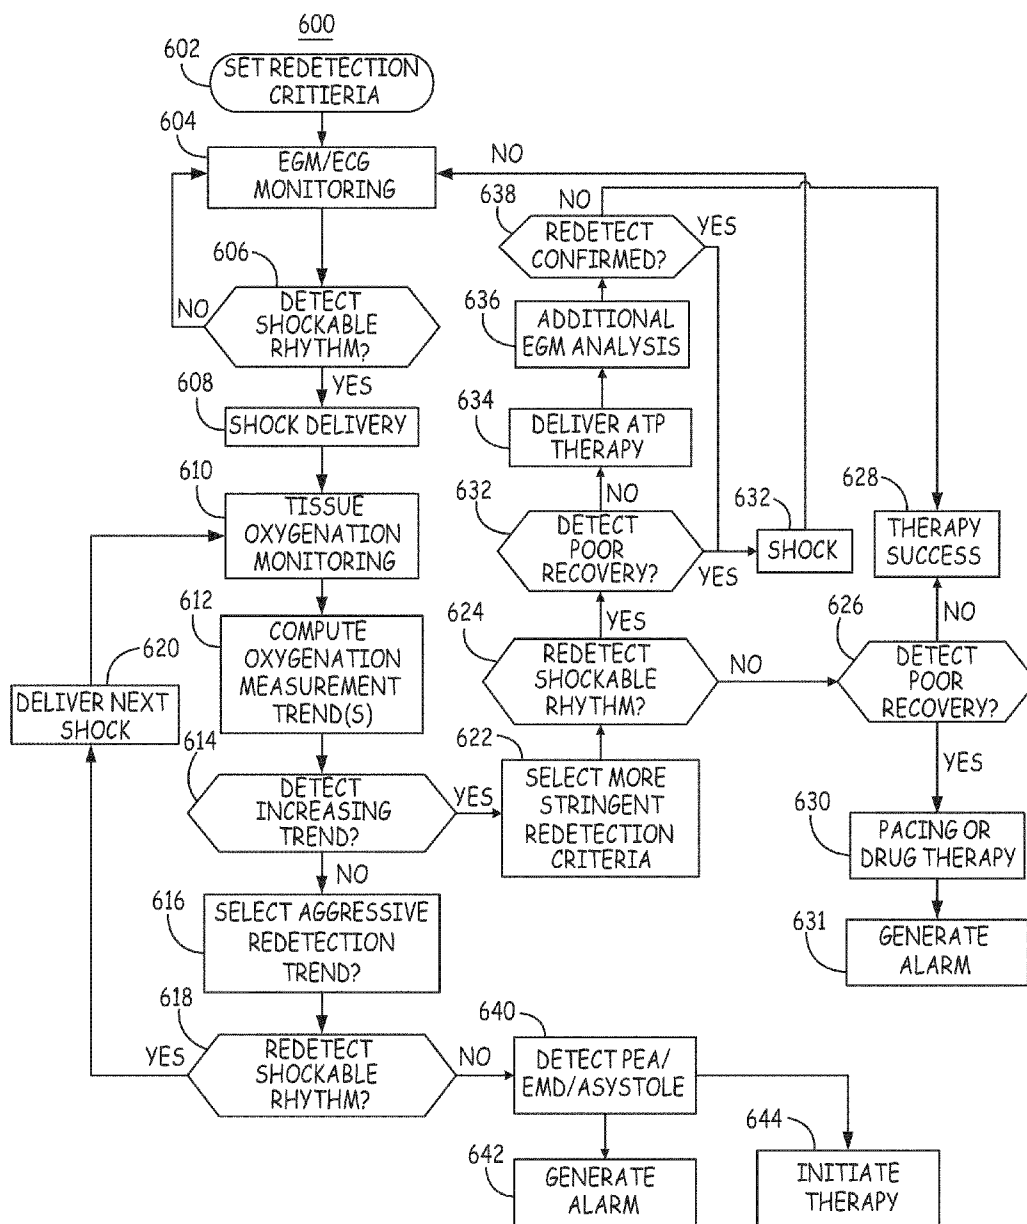 600
602
SET REDETECTION
CRITIERIA
604
EGM/ECG
MONITORING
606
DETECT
SHOCKABLE
RHYTHM?
NO
YES
608
SHOCK DELIVERY
610
TISSUE
OXYGENATION
MONITORING
612
COMPUTE
OXYGENATION
MEASUREMENT
TREND(S)
620
DELIVER NEXT
SHOCK
614
DETECT
INCREASING
TREND?
YES
NO
616
SELECT AGGRESSIVE
REDETECTION
TREND?
618
REDETECT
SHOCKABLE
RHYTHM?
YES
NO
640
DETECT PEA/
EMD/ASYSTOLE
642
GENERATE
ALARM
644
INITIATE
THERAPY
622
SELECT MORE
STRINGENT
REDETECTION
CRITERIA
624
REDETECT
SHOCKABLE
RHYTHM?
YES
NO
632
DETECT
POOR
RECOVERY?
NO
YES
632
SHOCK
NO
634
DELIVER ATP
THERAPY
636
ADDITIONAL
EGM ANALYSIS
638
REDETECT
CONFIRMED?
NO
YES
628
THERAPY
SUCCESS
626
DETECT
POOR
RECOVERY?
NO
YES
630
PACING OR
DRUG THERAPY
631
GENERATE
ALARM